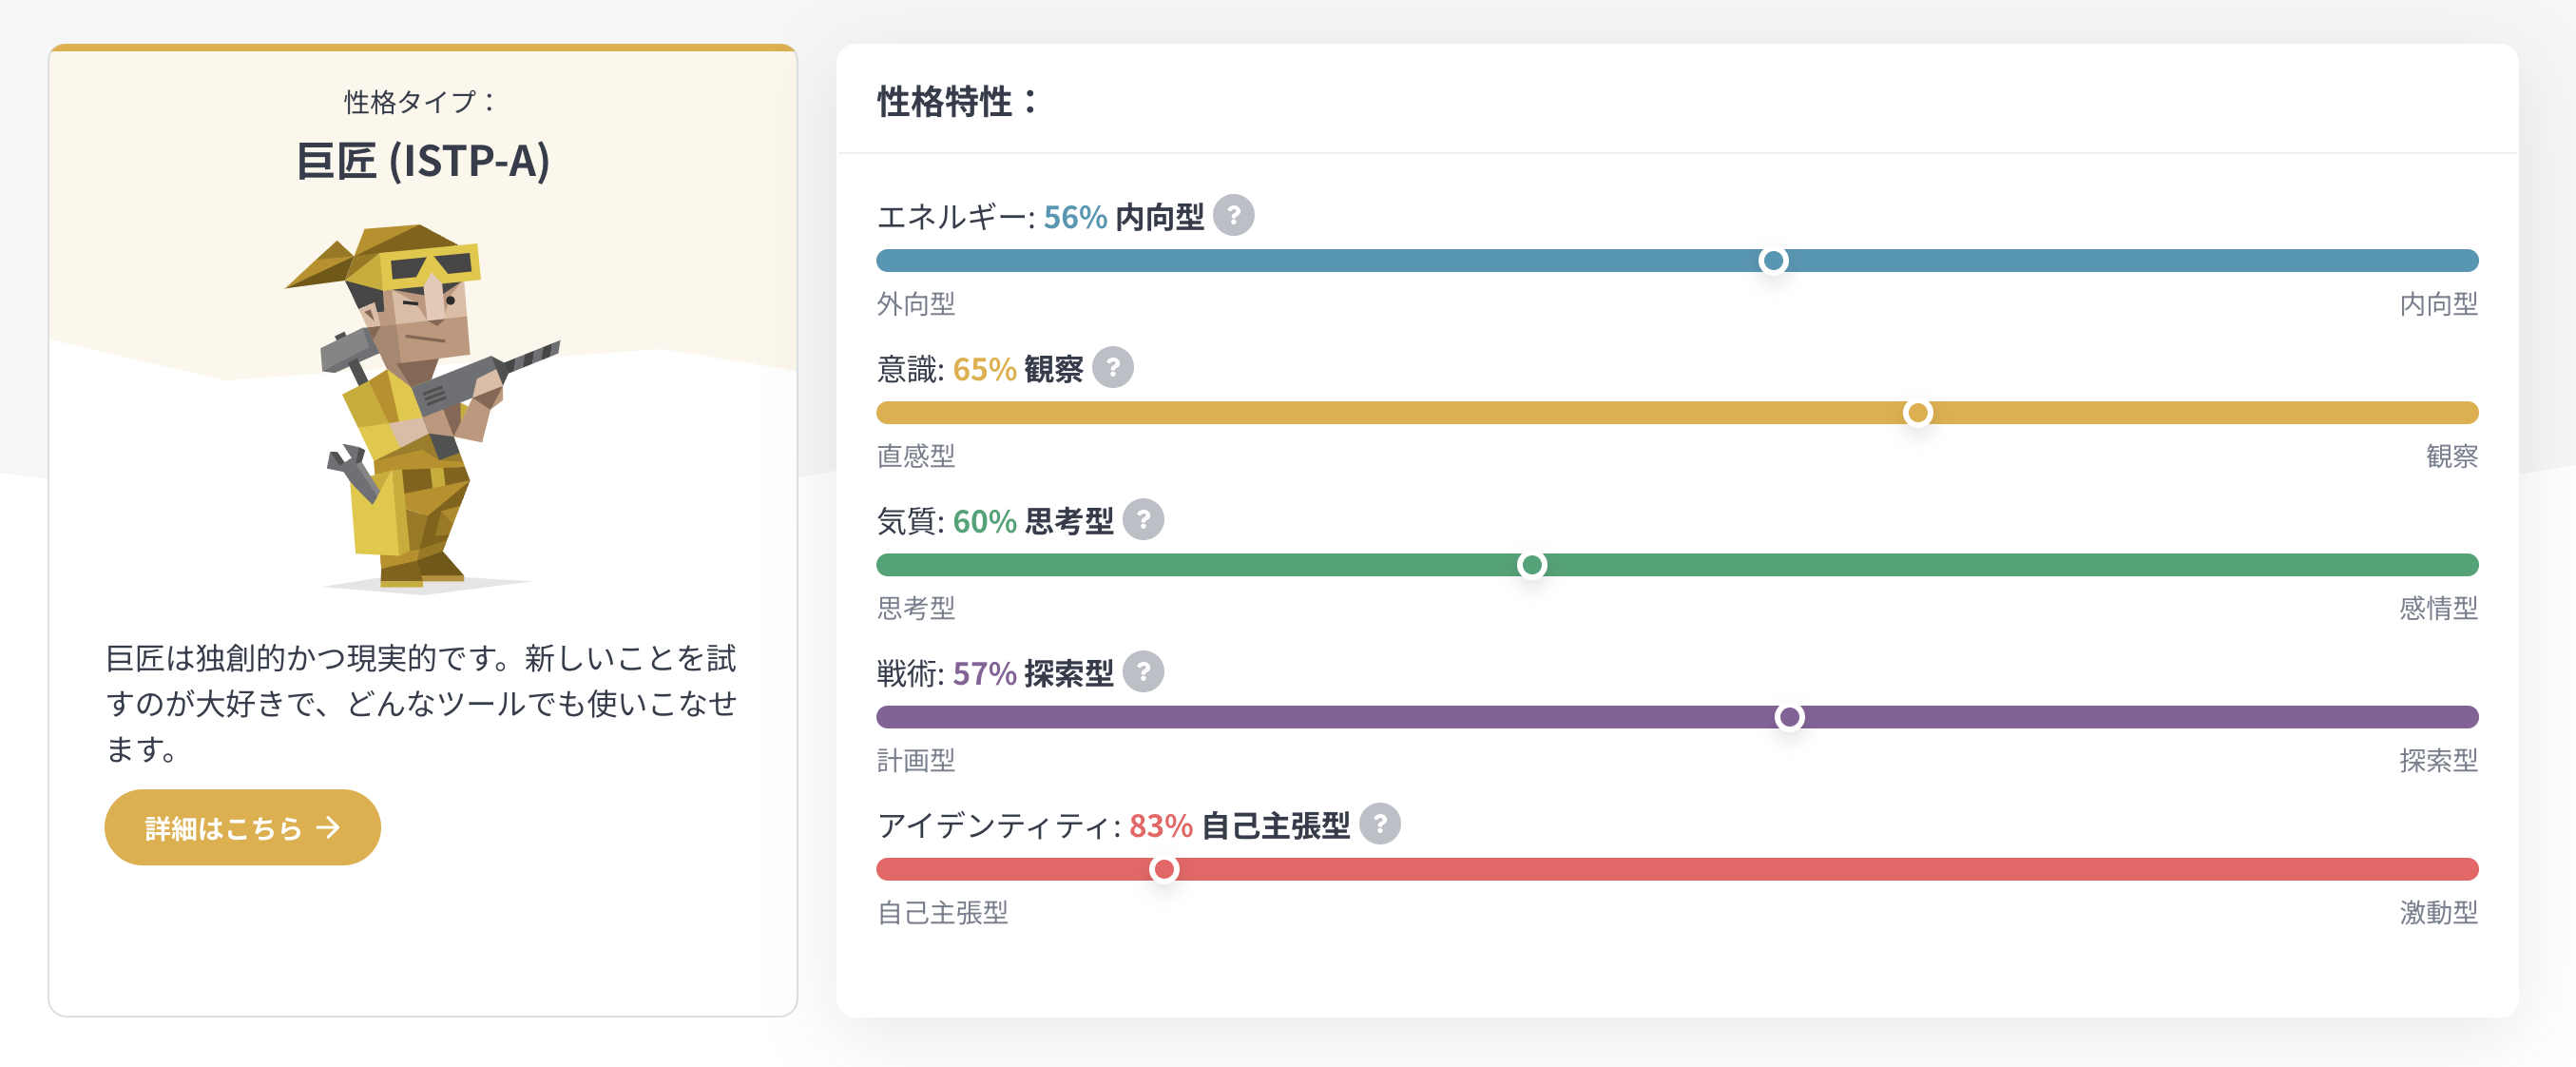 性格タイプ：
巨匠 (ISTP-A)
巨匠は独創的かつ現実的です。新しいことを試
すのが大好きで、どんなツールでも使いこなせ
ます。
詳細はこちら →
性格特性：
エネルギー: 56% 内向型 ?
外向型 内向型
意識: 65% 観察 ?
直感型 観察
気質: 60% 思考型 ?
思考型 感情型
戦術: 57% 探索型 ?
計画型 探索型
アイデンティティ: 83% 自己主張型 ?
自己主張型 激動型